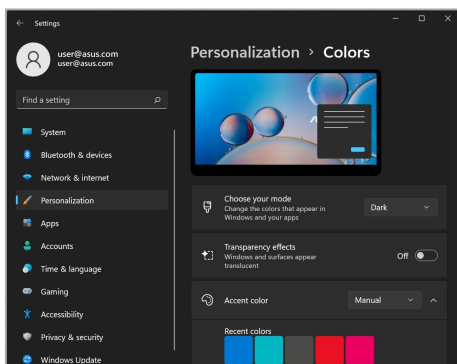 Settings
user@asus.com
user@asus.com
Find a setting
System
Bluetooth & devices
Network & internet
Personalization
Apps
Accounts
Time & language
Gaming
Accessibility
Privacy & security
Windows Update
Personalization > Colors
Choose your mode
Change the colors that appear in
Windows and your apps
Dark
Transparency effects
Windows and surfaces appear
translucent
Off
Accent color
Manual
Recent colors